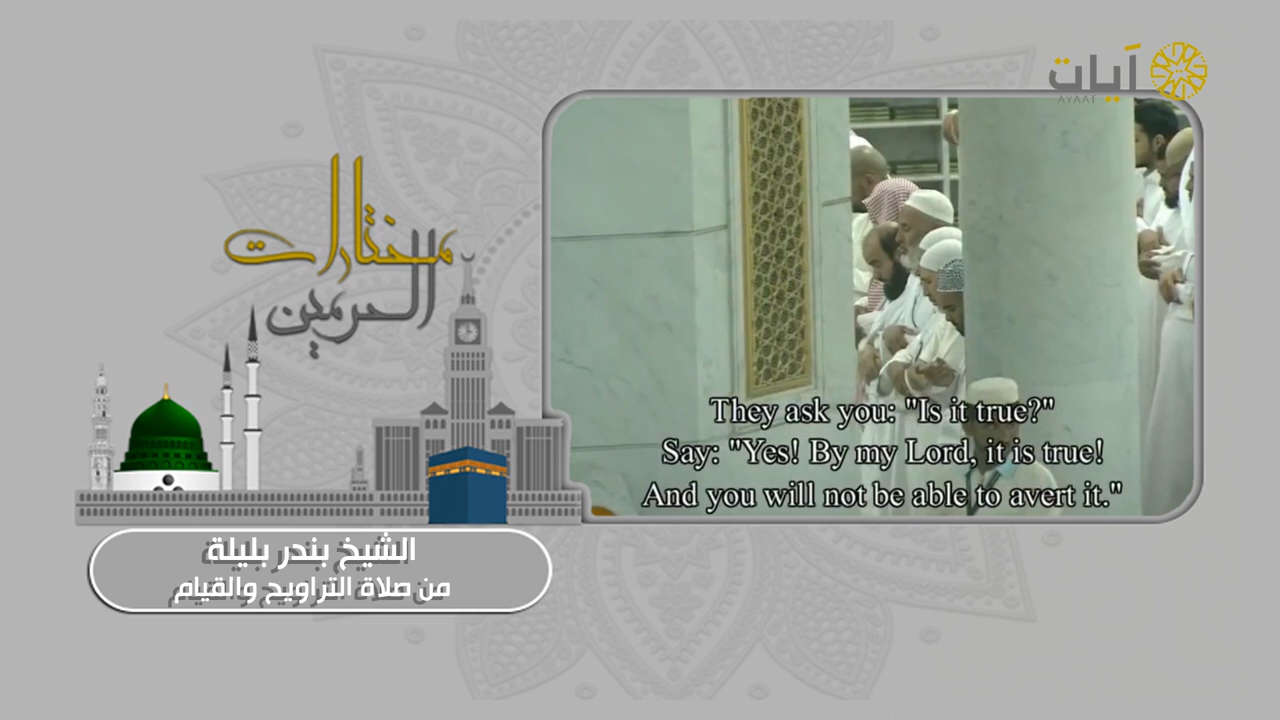 آيات
AYAAT
مختارات
الحرمين
They ask you: "Is it true?"
Say: "Yes! By my Lord, it is true!
And you will not be able to avert it."
الشيخ بندر بليلة
من صلاة التراويح والقيام